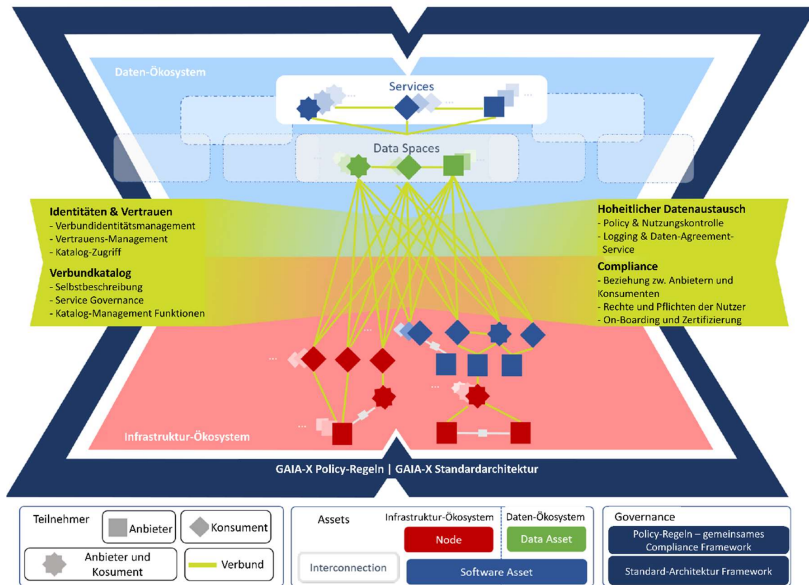 Daten-Ökosystem
Services
...
...
...
Data Spaces
...
...
...
Identitäten & Vertrauen
- Verbundidentitätsmanagement
- Vertrauens-Management
- Katalog-Zugriff
Verbundkatalog
- Selbstbeschreibung
- Service Governance
- Katalog-Management Funktionen
Hoheitlicher Datenaustausch
- Policy & Nutzungskontrolle
- Logging & Daten-Agreement-
Service
Compliance
- Beziehung zw. Anbietern und
Konsumenten
- Rechte und Pflichten der Nutzer
- On-Boarding und Zertifizierung
...
...
...
...
Infrastruktur-Ökosystem
GAIA-X Policy-Regeln | GAIA-X Standardarchitektur
Teilnehmer
Anbieter
Konsument
Anbieter und
Kosument
Verbund
Assets
Infrastruktur-Ökosystem
Daten-Ökosystem
Node
Data Asset
Interconnection
Software Asset
Governance
Policy-Regeln – gemeinsames
Compliance Framework
Standard-Architektur Framework